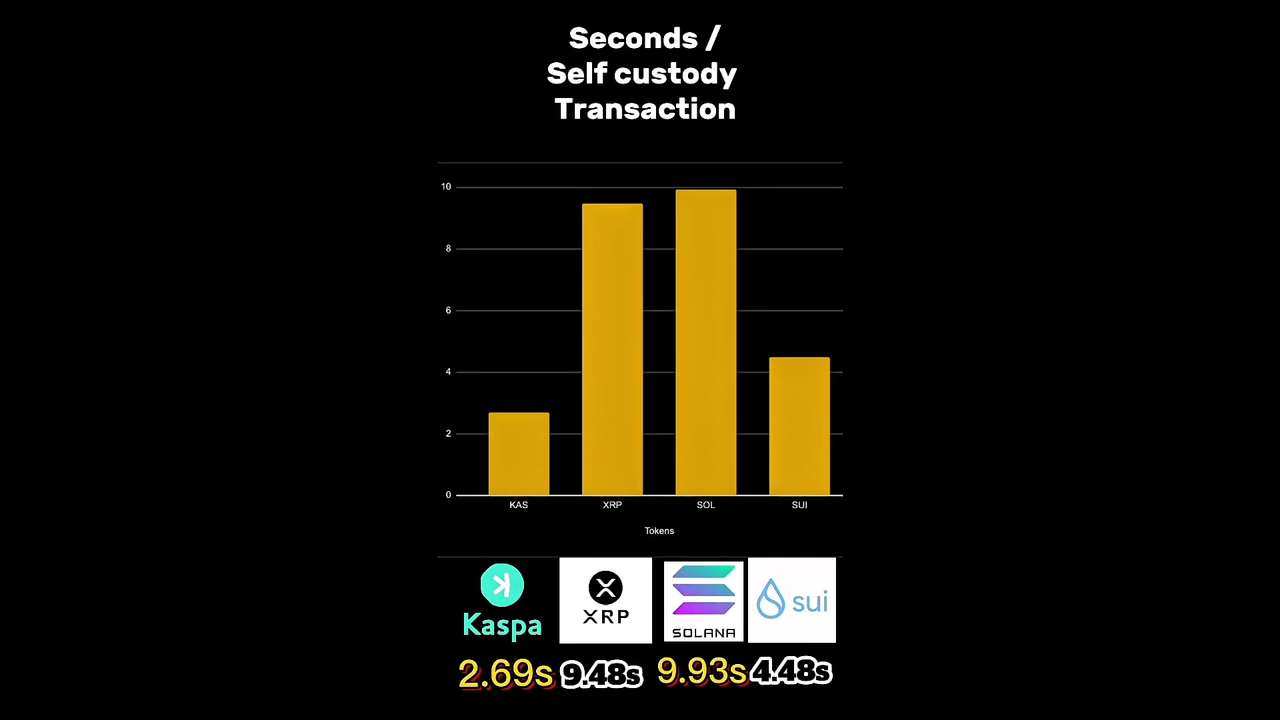 Seconds /
Self custody
Transaction
10
8
6
4
2
0
KAS XRP SOL SUI
Tokens
Kaspa XRP SOLANA sui
2.69s 9.48s 9.93s 4.48s